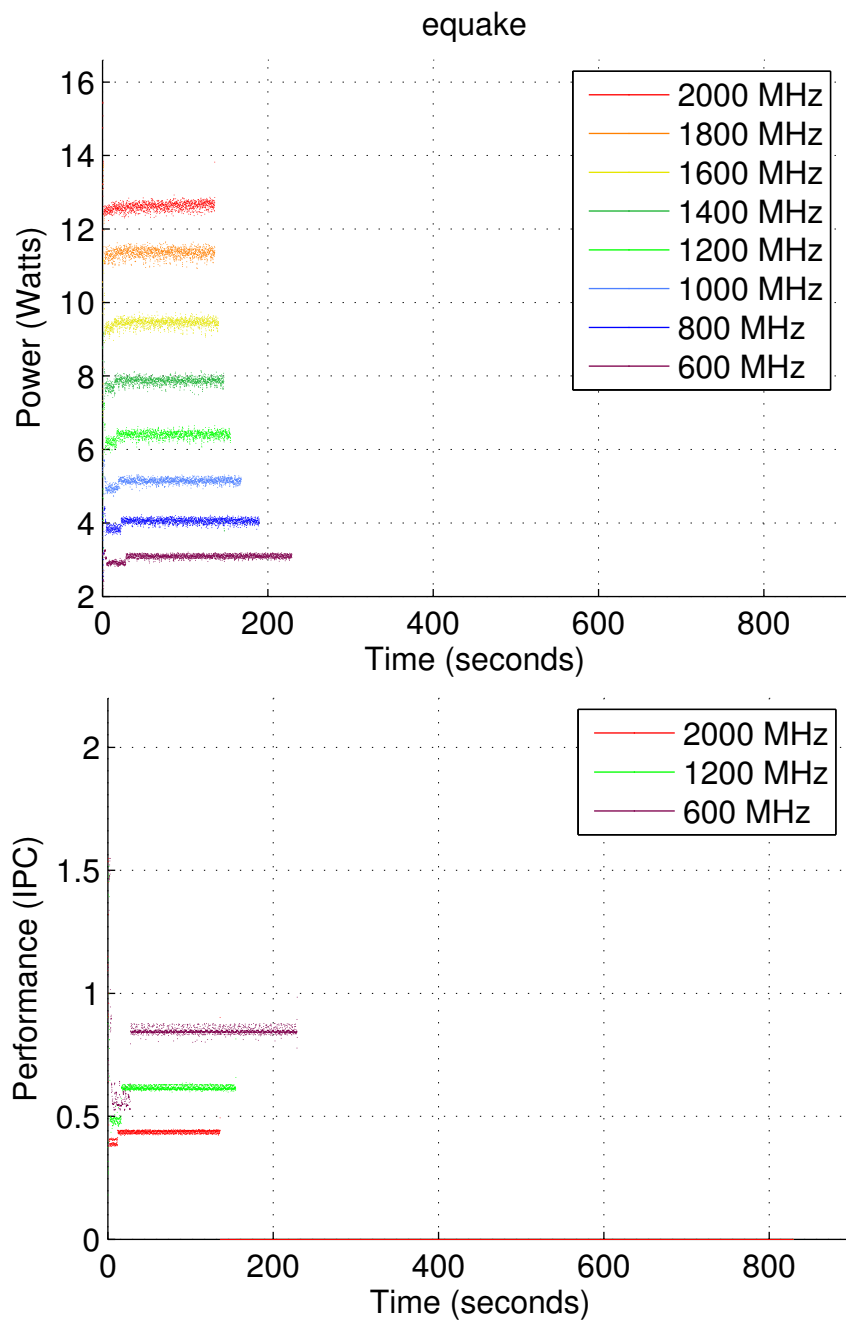 equake
16
14
12
10
8
6
4
2
Power (Watts)
2000 MHz
1800 MHz
1600 MHz
1400 MHz
1200 MHz
1000 MHz
800 MHz
600 MHz
0 200 400 600 800
Time (seconds)
2
1.5
1
0.5
0
Performance (IPC)
2000 MHz
1200 MHz
600 MHz
0 200 400 600 800
Time (seconds)